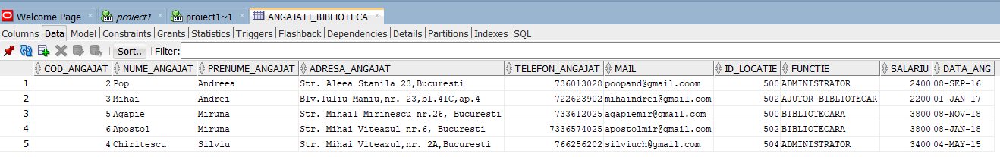 Welcome Page proiect1 proiect1~1 ANGAJATI_BIBLIOTECA
Columns Data Model Constraints Grants Statistics Triggers Flashback Dependencies Details Partitions Indexes SQL
Sort.. Filter:
COD_ANGAJAT NUME_ANGAJAT PRENUME_ANGAJAT ADRESA_ANGAJAT TELEFON_ANGAJAT MAIL ID_LOCATIE FUNCTIE SALARIU DATA_ANG
1 2 Pop Andreea Str. Aleea Stanila 23,Bucuresti 736013028 poopand@gmail.coom 500 ADMINISTRATOR 2400 08-SEP-16
2 3 Mihai Andrei Blv.Iuliu Maniu,nr. 23,bl.41C,ap.4 722623902 mihaindrei@gmail.com 502 AJUTOR BIBLIOTECAR 2200 01-JAN-17
3 5 Agapie Miruna Str. Mihail Mirinescu nr.26, Bucuresti 733612025 agapiemir@gmail.com 500 BIBLIOTECARA 3800 08-NOV-18
4 6 Apostol Miruna Str. Mihai Viteazul nr.6, Bucuresti 7336574025 apostolmir@gmail.com 502 BIBLIOTECARA 3800 08-JAN-18
5 4 Chiritescu Silviu Str. Mihai Viteazul,nr. 2A,Bucuresti 766256202 silviuch@gmail.com 504 ADMINISTRATOR 3400 04-MAY-15